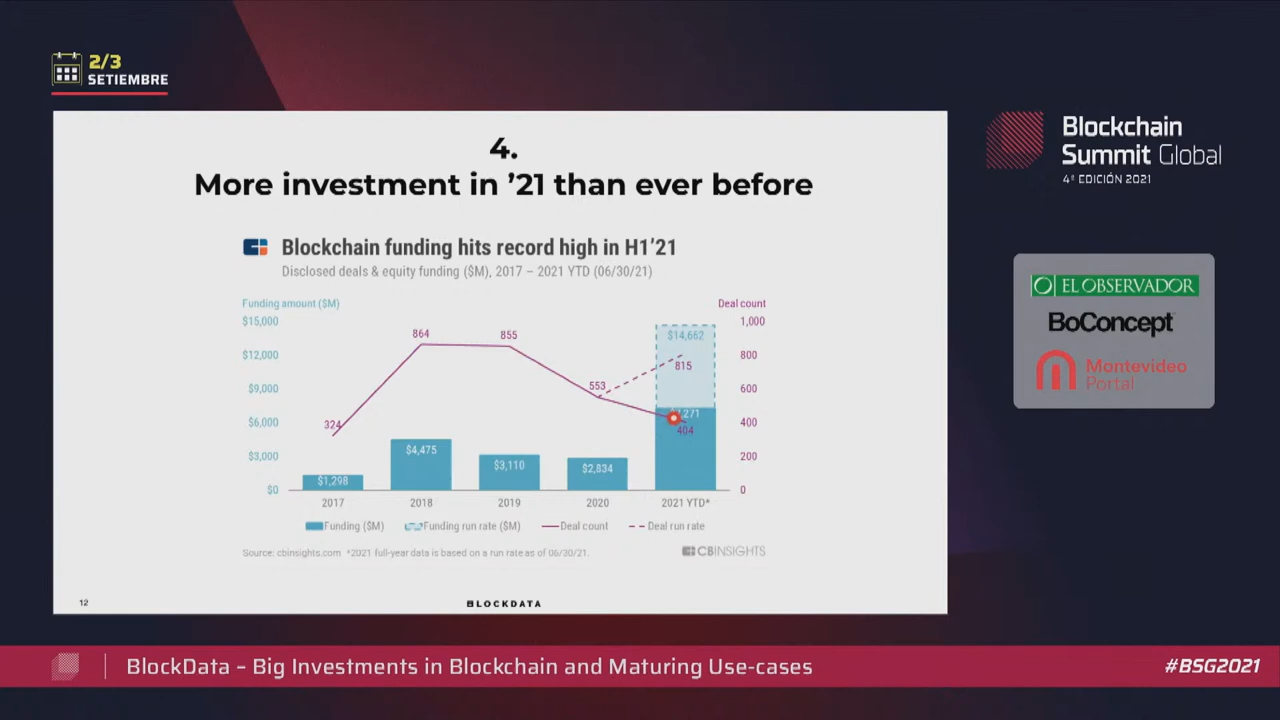 2/3
SETIEMBRE
4.
More investment in ’21 than ever before
Blockchain funding hits record high in H1’21
Disclosed deals & equity funding ($M), 2017 – 2021 YTD (06/30/21)
Funding amount ($M)
Deal count
$15,000
$12,000
$9,000
$6,000
$3,000
$0
1,000
800
600
400
200
0
324
864
855
553
815
404
$1,298
$4,475
$3,110
$2,834
$14,662
2017
2018
2019
2020
2021 YTD*
Funding ($M)
Funding run rate ($M)
Deal count
Deal run rate
Source: cbinsights.com *2021 full-year data is based on a run rate as of 06/30/21.
CBINSIGHTS
12
BLOCKDATA
Blockchain
Summit Global
4ª EDICIÓN 2021
EL OBSERVADOR
BoConcept
Montevideo
Portal
BlockData – Big Investments in Blockchain and Maturing Use-cases
#BSG2021